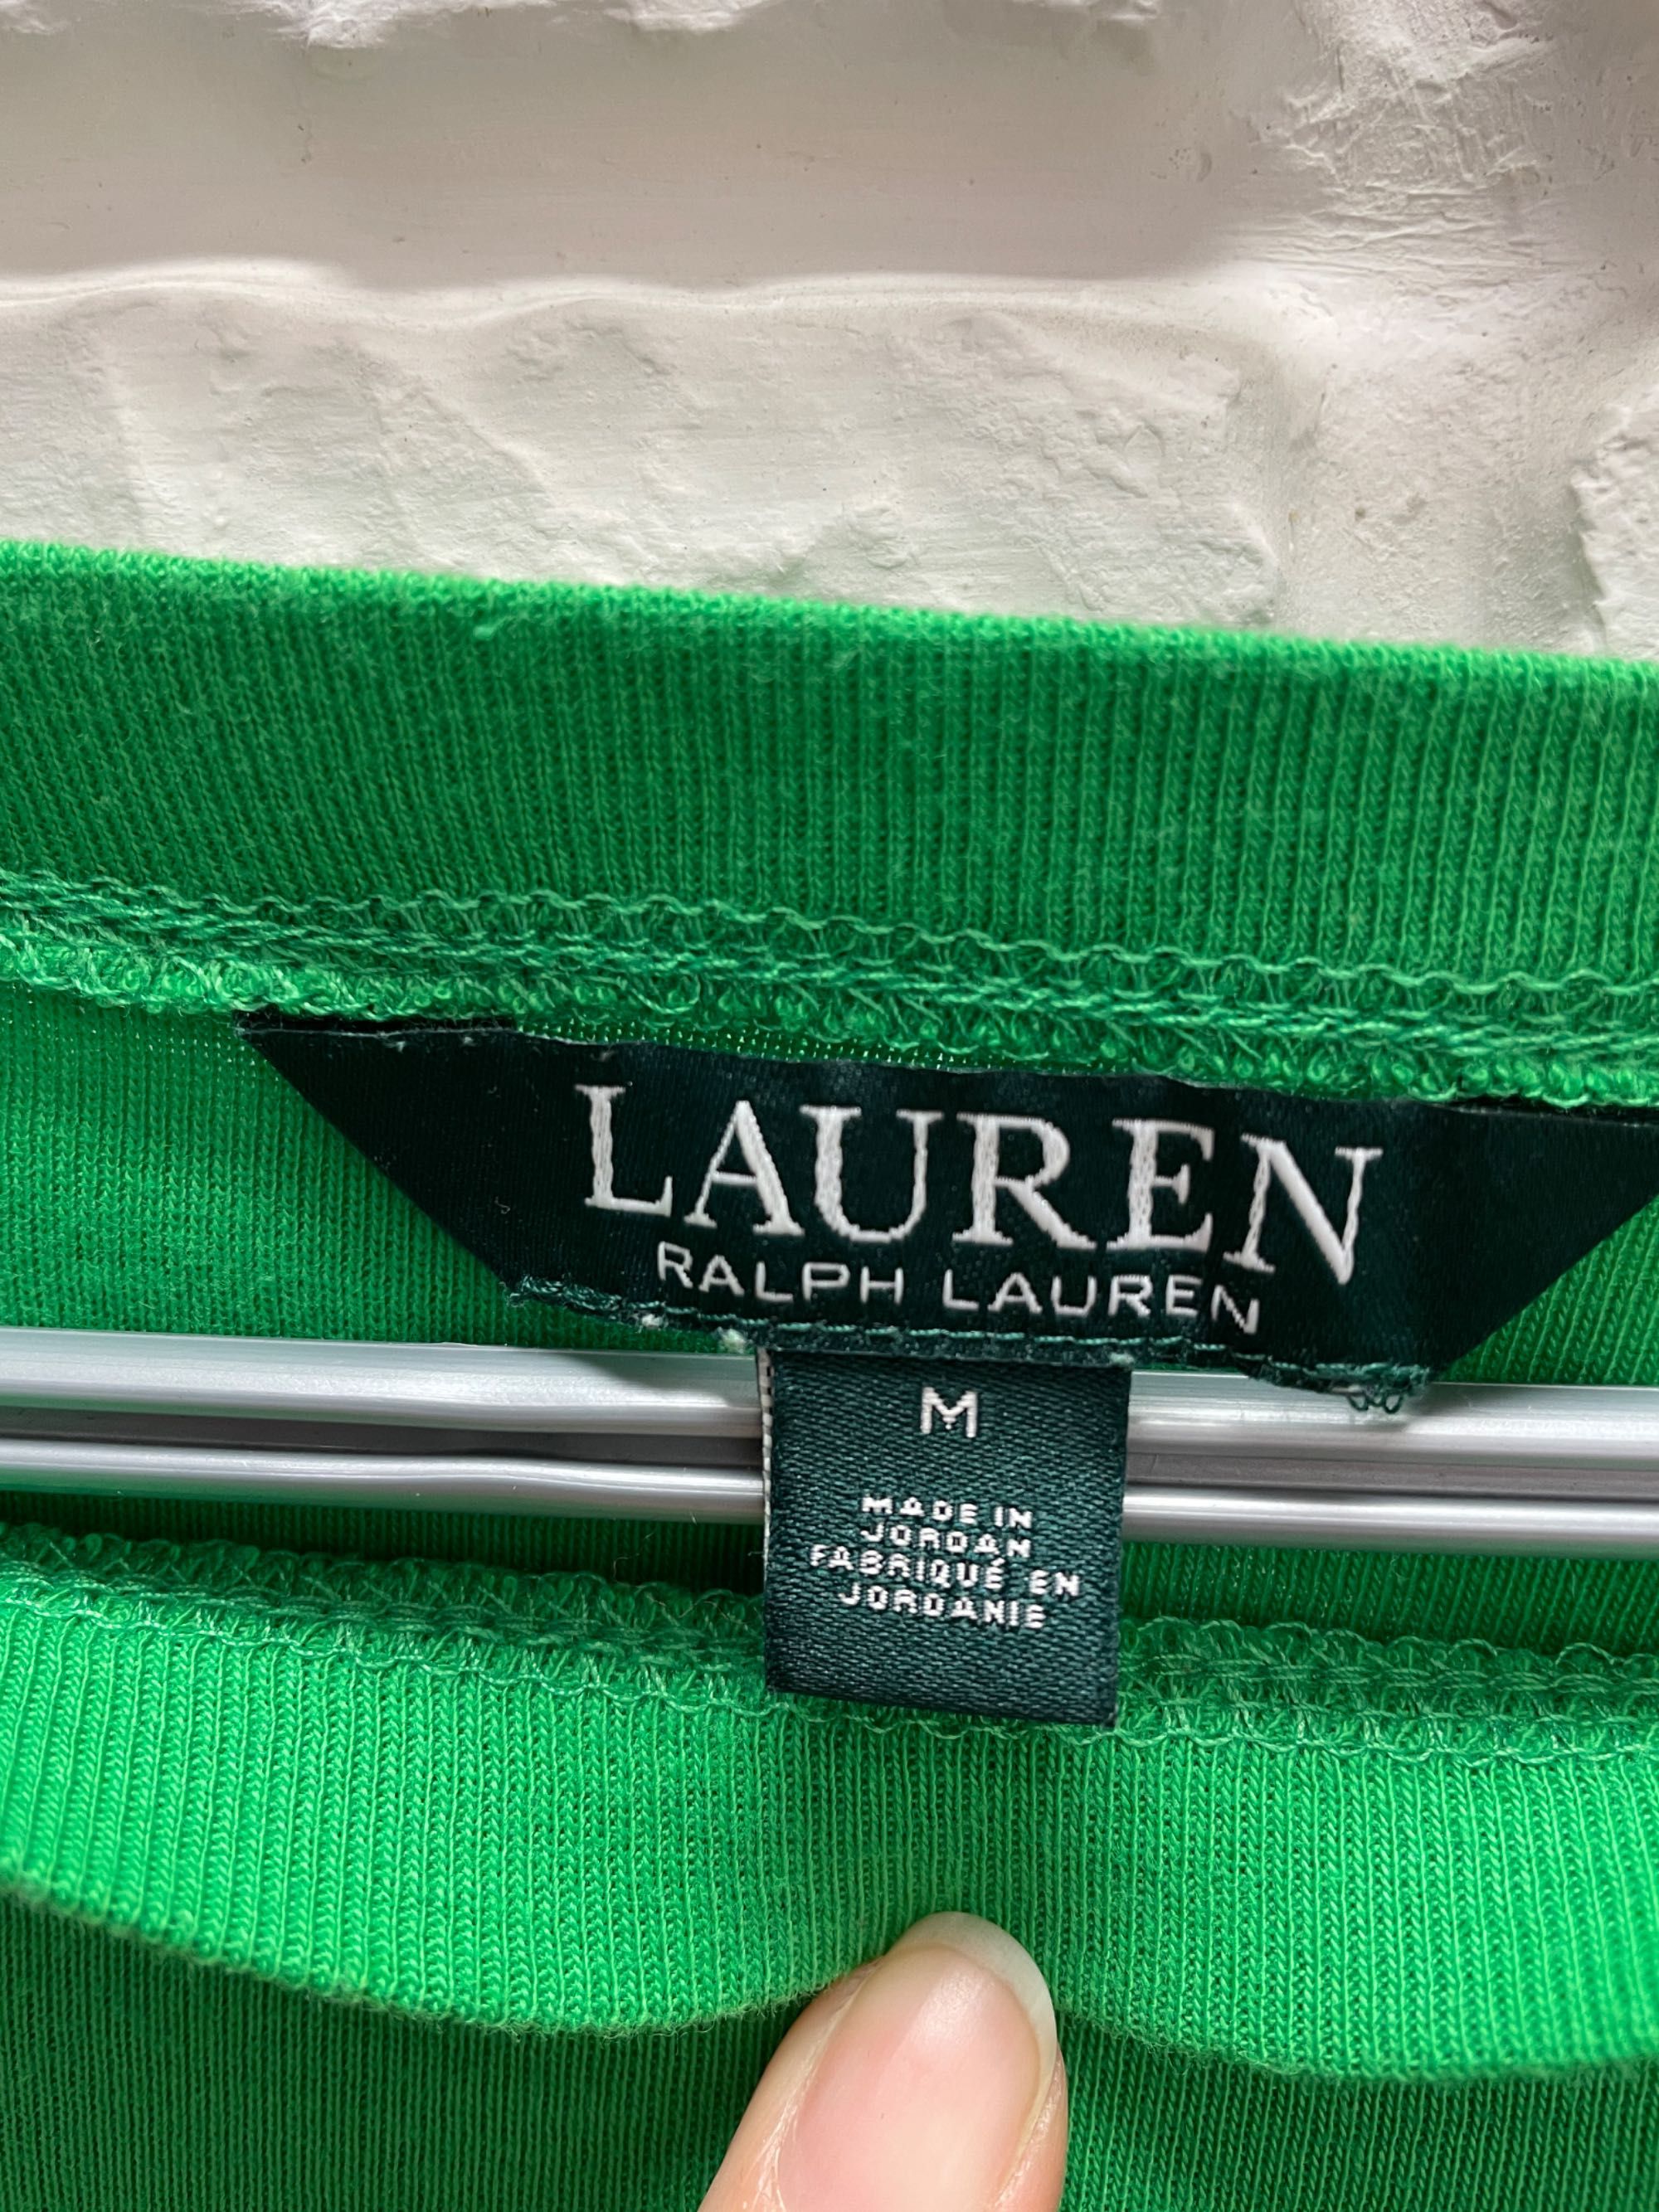 LAUREN
RALPH LAUREN
M
MADE IN
JORDAN
FABRIQUÉ EN
JORDANIE